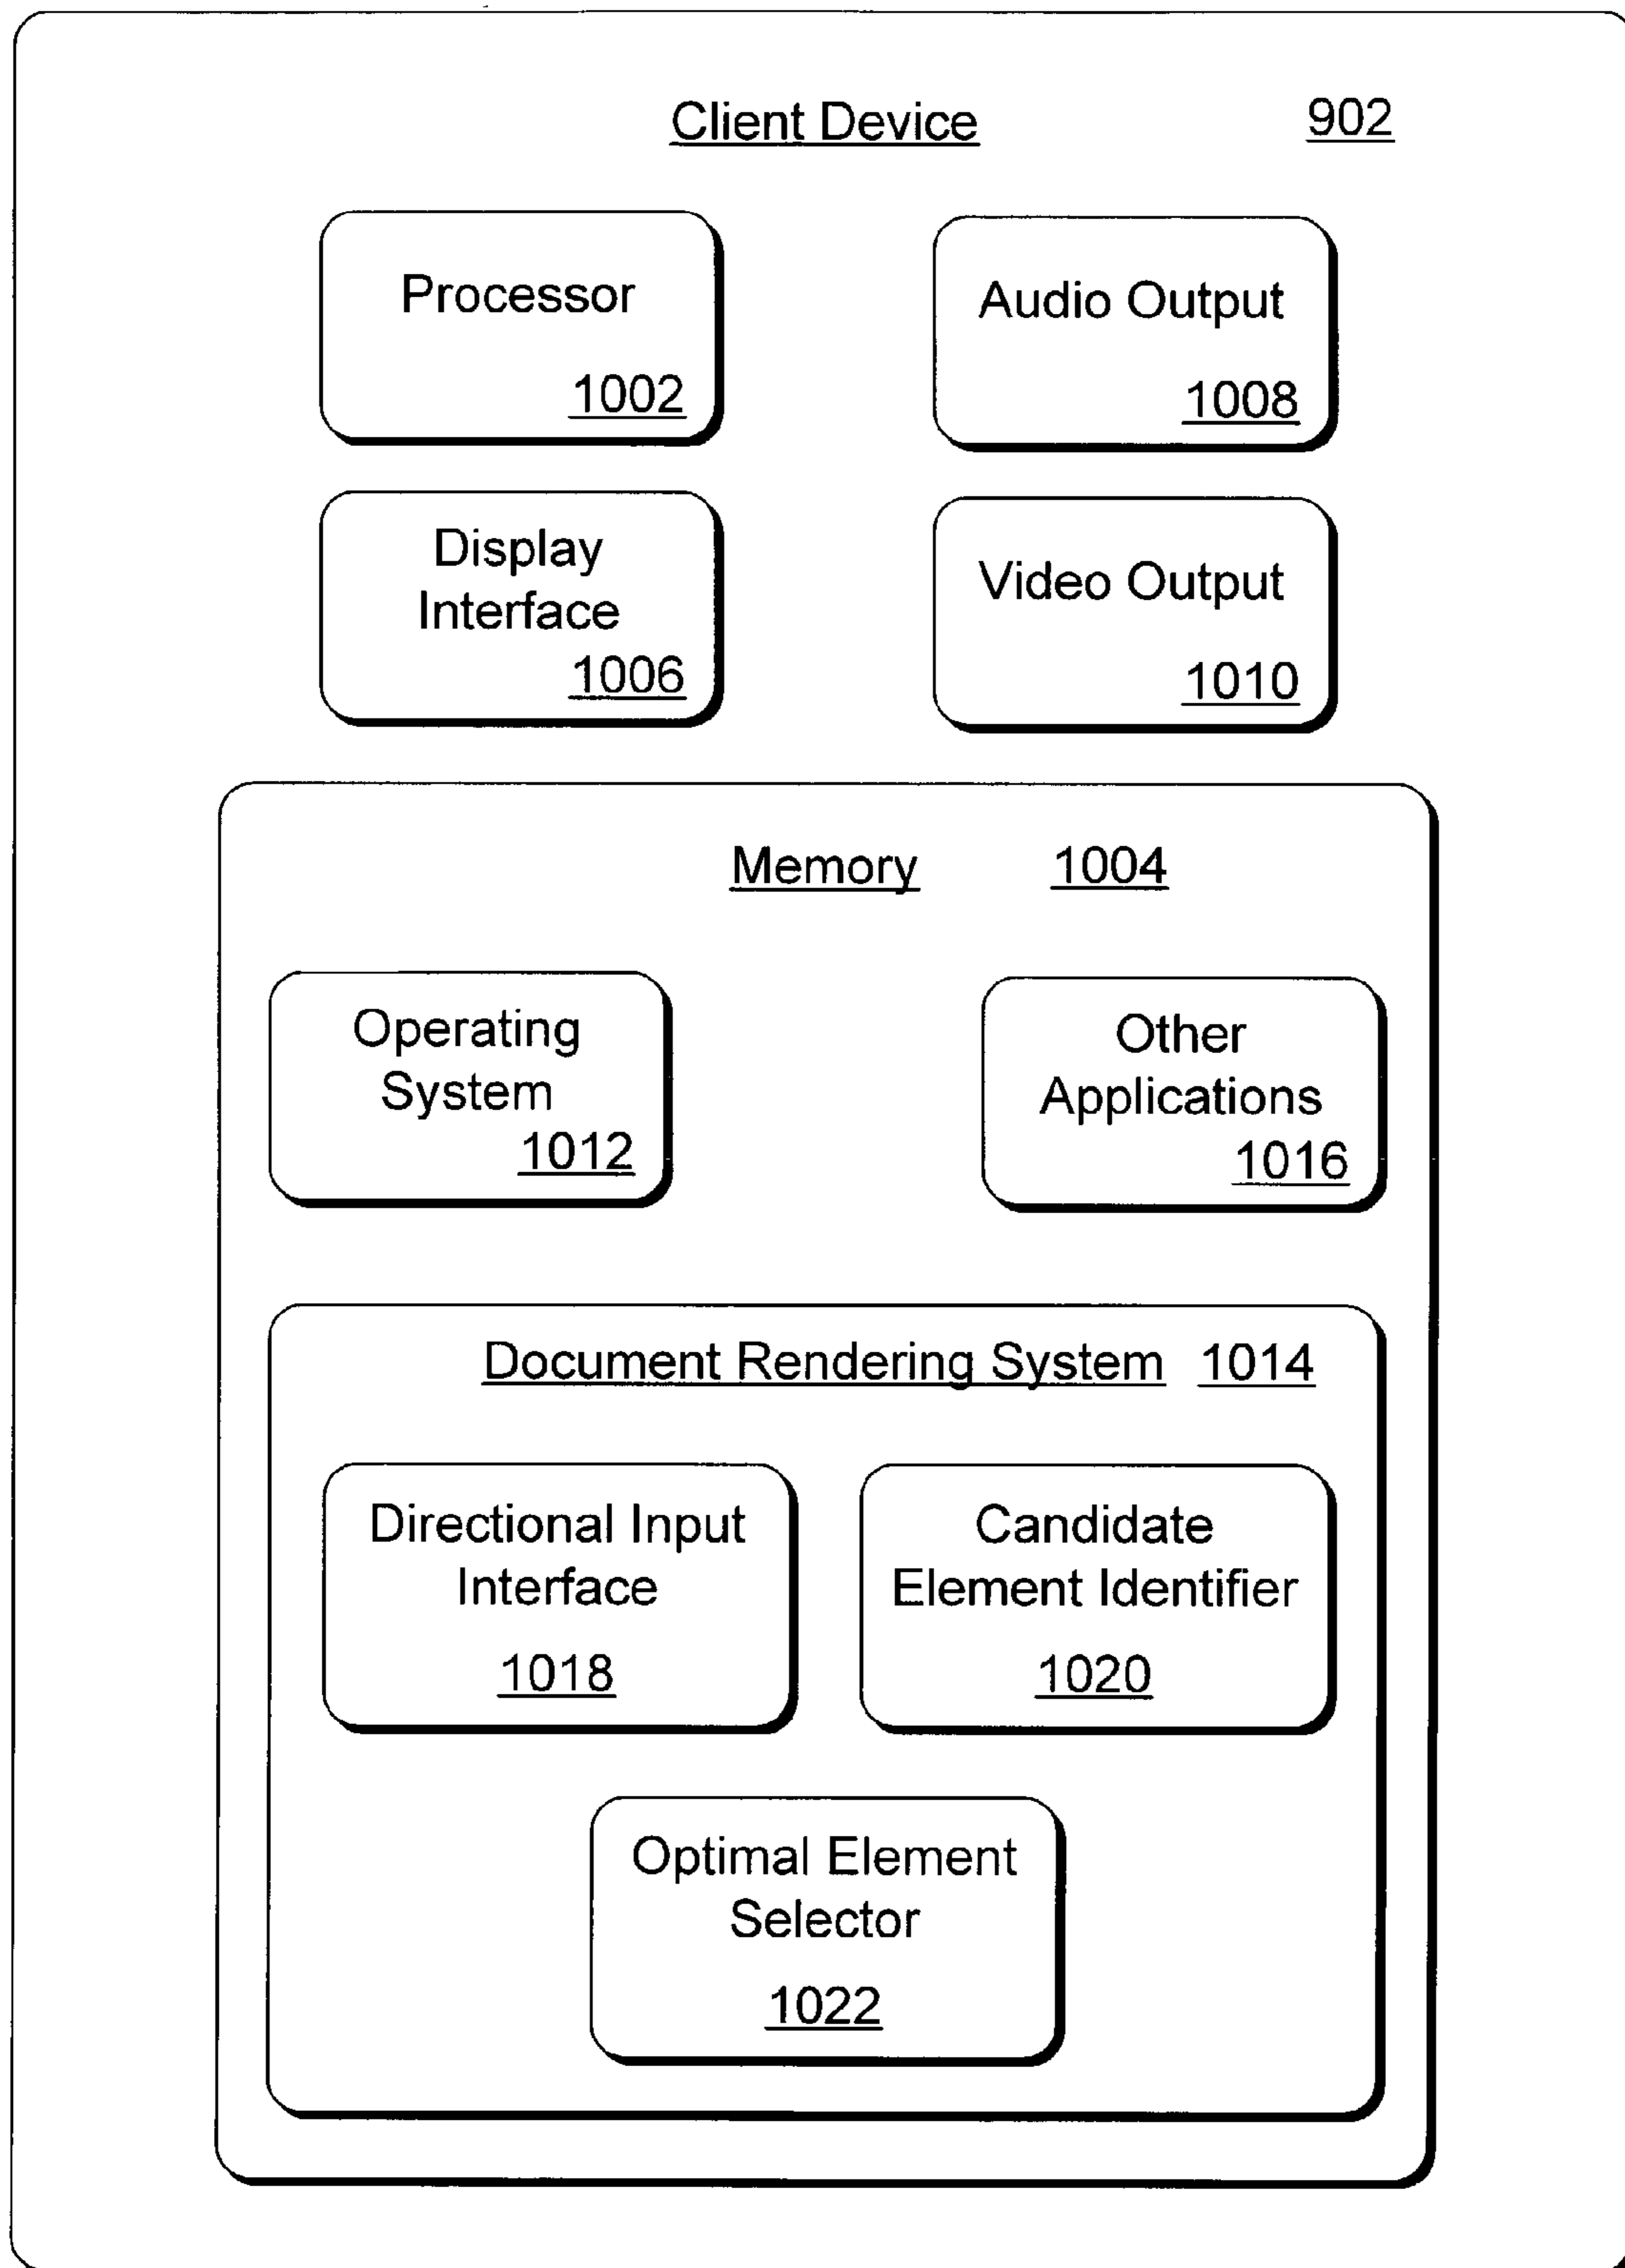 Client Device 902
Processor
1002
Audio Output
1008
Display
Interface
1006
Video Output
1010
Memory 1004
Operating
System
1012
Other
Applications
1016
Document Rendering System 1014
Directional Input
Interface
1018
Candidate
Element Identifier
1020
Optimal Element
Selector
1022